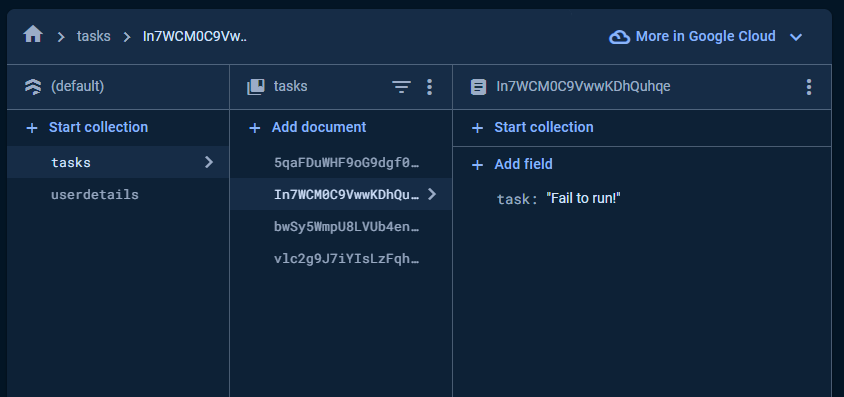 tasks
In7WCM0C9Vw..
More in Google Cloud
(default)
tasks
In7WCM0C9VwwKDhQuhqe
Start collection
Add document
Start collection
tasks
userdetails
5qaFDuWHF9oG9dgf0…
In7WCM0C9VwwKDhQu…
bwSy5WmpU8LVUb4en…
vlc2g9J7iYIsLzFqh…
Add field
task: "Fail to run!"